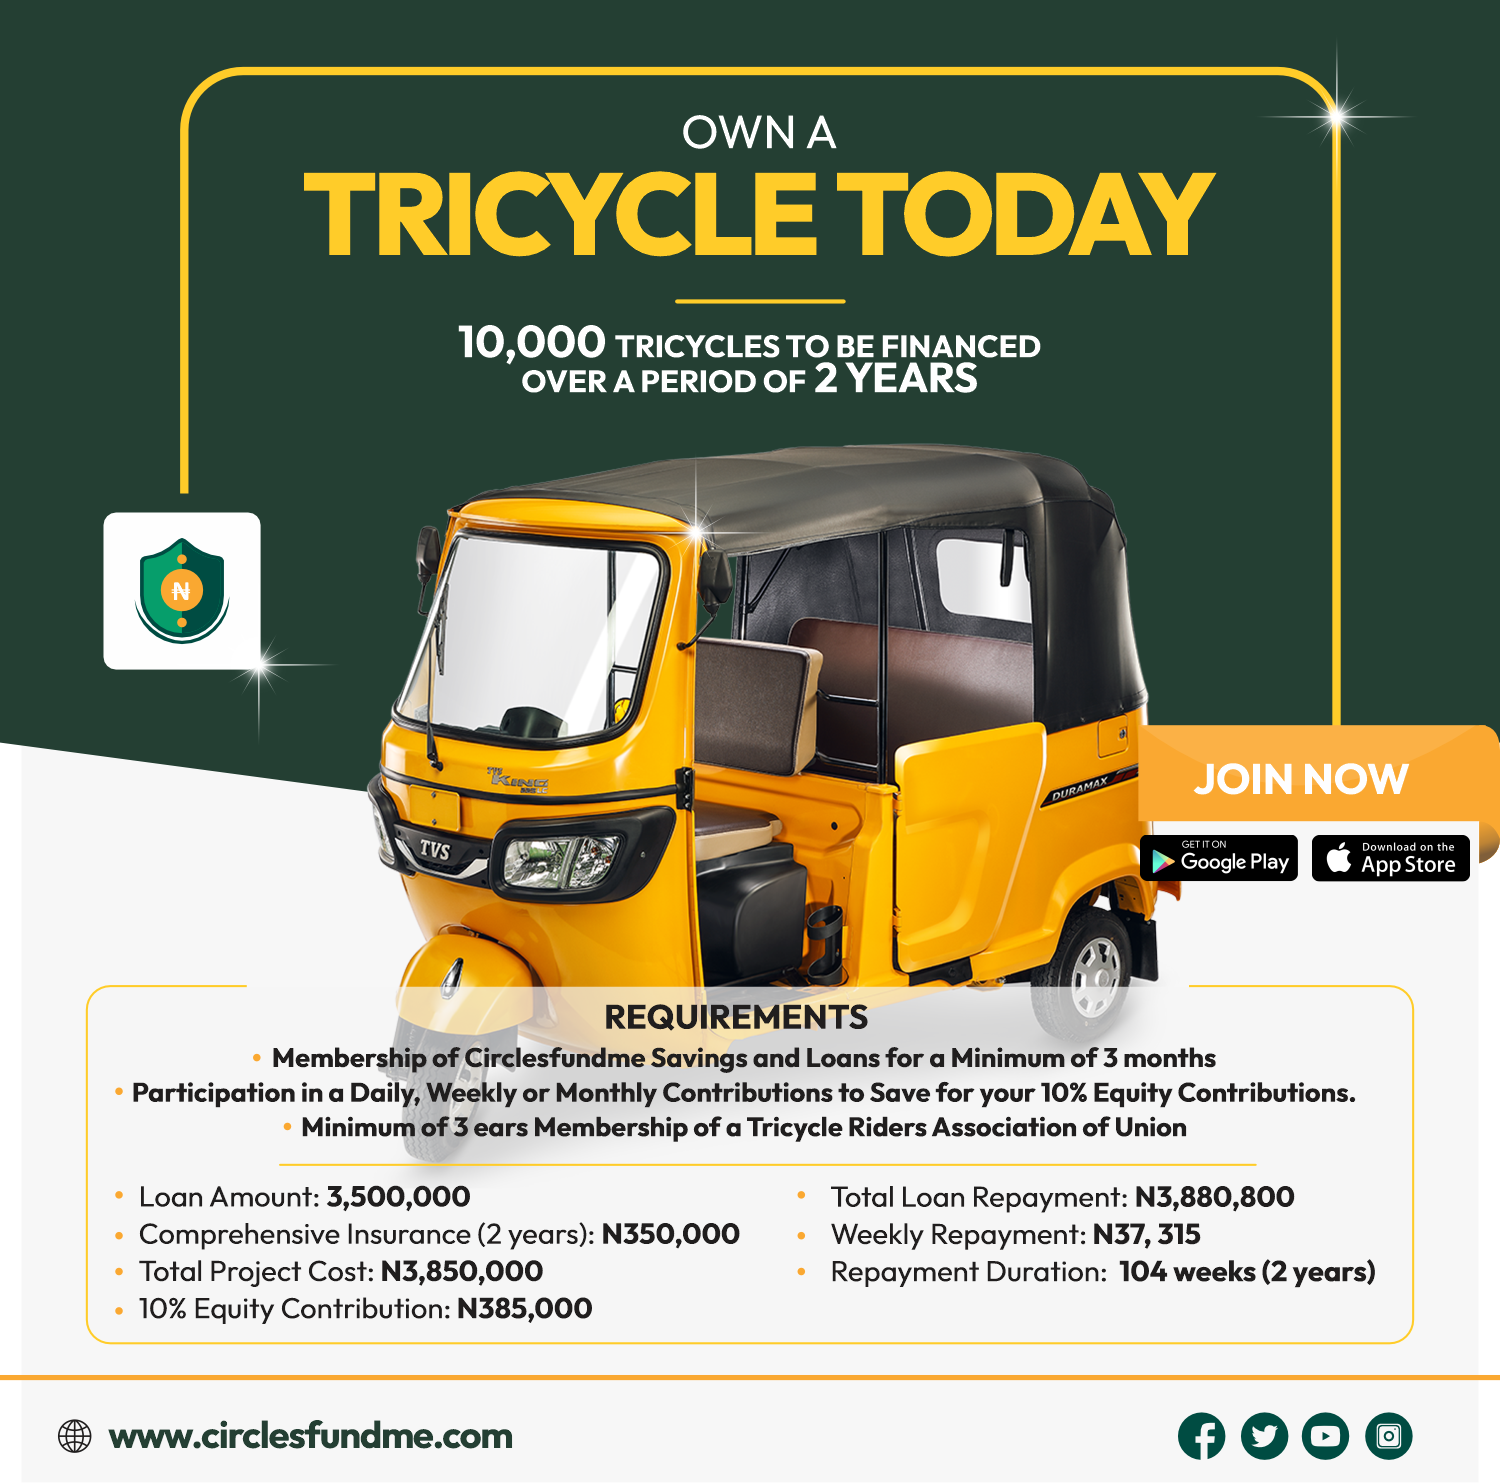 OWN A
TRICYCLE TODAY
10,000 TRICYCLES TO BE FINANCED
OVER A PERIOD OF 2 YEARS
₦
TVS
KING
TVS
DURAMAX
JOIN NOW
GET IT ON
Google Play
Download on the
App Store
REQUIREMENTS
• Membership of Circlesfundme Savings and Loans for a Minimum of 3 months
• Participation in a Daily, Weekly or Monthly Contributions to Save for your 10% Equity Contributions.
• Minimum of 3 ears Membership of a Tricycle Riders Association of Union
• Loan Amount: 3,500,000
• Comprehensive Insurance (2 years): N350,000
• Total Project Cost: N3,850,000
• 10% Equity Contribution: N385,000
• Total Loan Repayment: N3,880,800
• Weekly Repayment: N37, 315
• Repayment Duration: 104 weeks (2 years)
www.circlesfundme.com